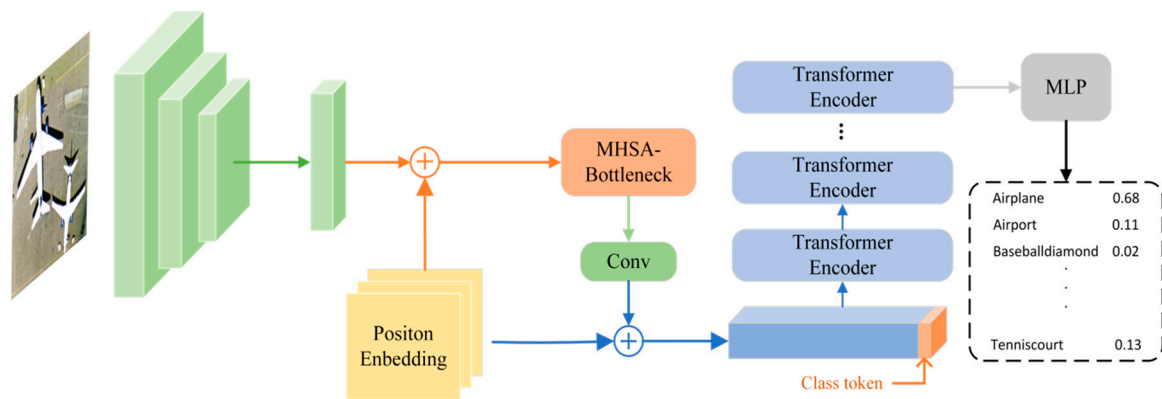 Transformer
Encoder
MLP
MHSA-
Bottleneck
Transformer
Encoder
Airplane 0.68
Airport 0.11
Baseballdiamond 0.02
Tenniscourt 0.13
Conv
Transformer
Encoder
Positon
Enbedding
Class token